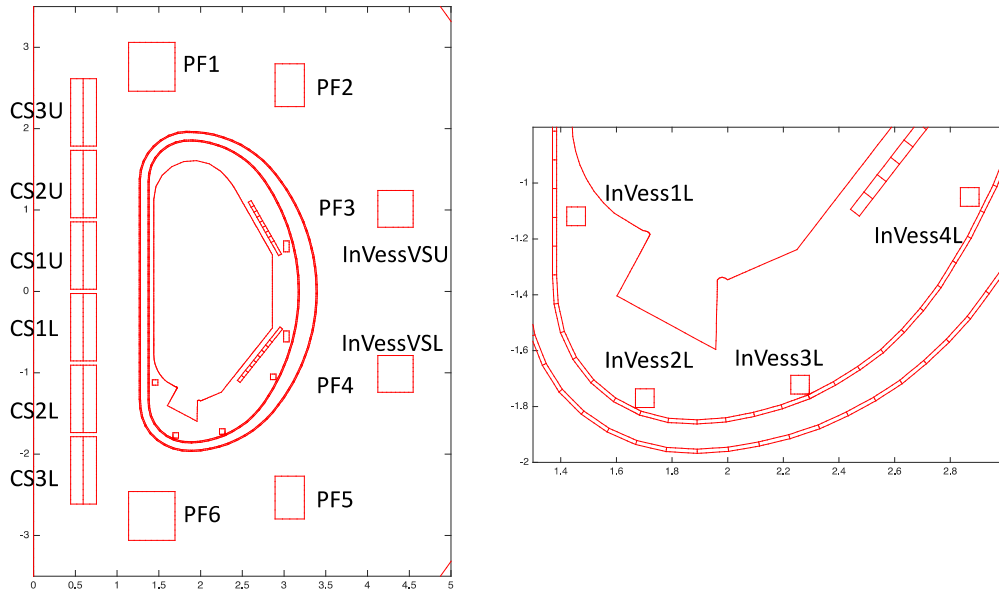 PF1
PF2
CS3U
CS2U
CS1U
CS1L
CS2L
CS3L
PF3
InVessVSU
InVessVSL
PF4
PF5
PF6
3
2
1
0
-1
-2
-3
0
0.5
1
1.5
2
2.5
3
3.5
4
4.5
5
InVess1L
InVess4L
InVess2L
InVess3L
-1
-1.2
-1.4
-1.6
-1.8
-2
1.4
1.6
1.8
2
2.2
2.4
2.6
2.8